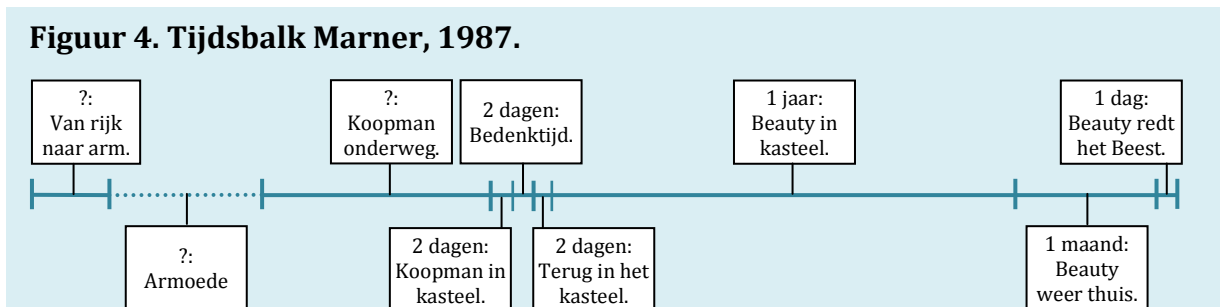 Figuur 4. Tijdsbalk Marner, 1987.
?:
Van rijk
naar arm.
?:
Koopman
onderweg.
2 dagen:
Bedenktijd.
1 jaar:
Beauty in
kasteel.
1 dag:
Beauty redt
het Beest.
?:
Armoede
2 dagen:
Koopman in
kasteel.
2 dagen:
Terug in het
kasteel.
1 maand:
Beauty
weer thuis.